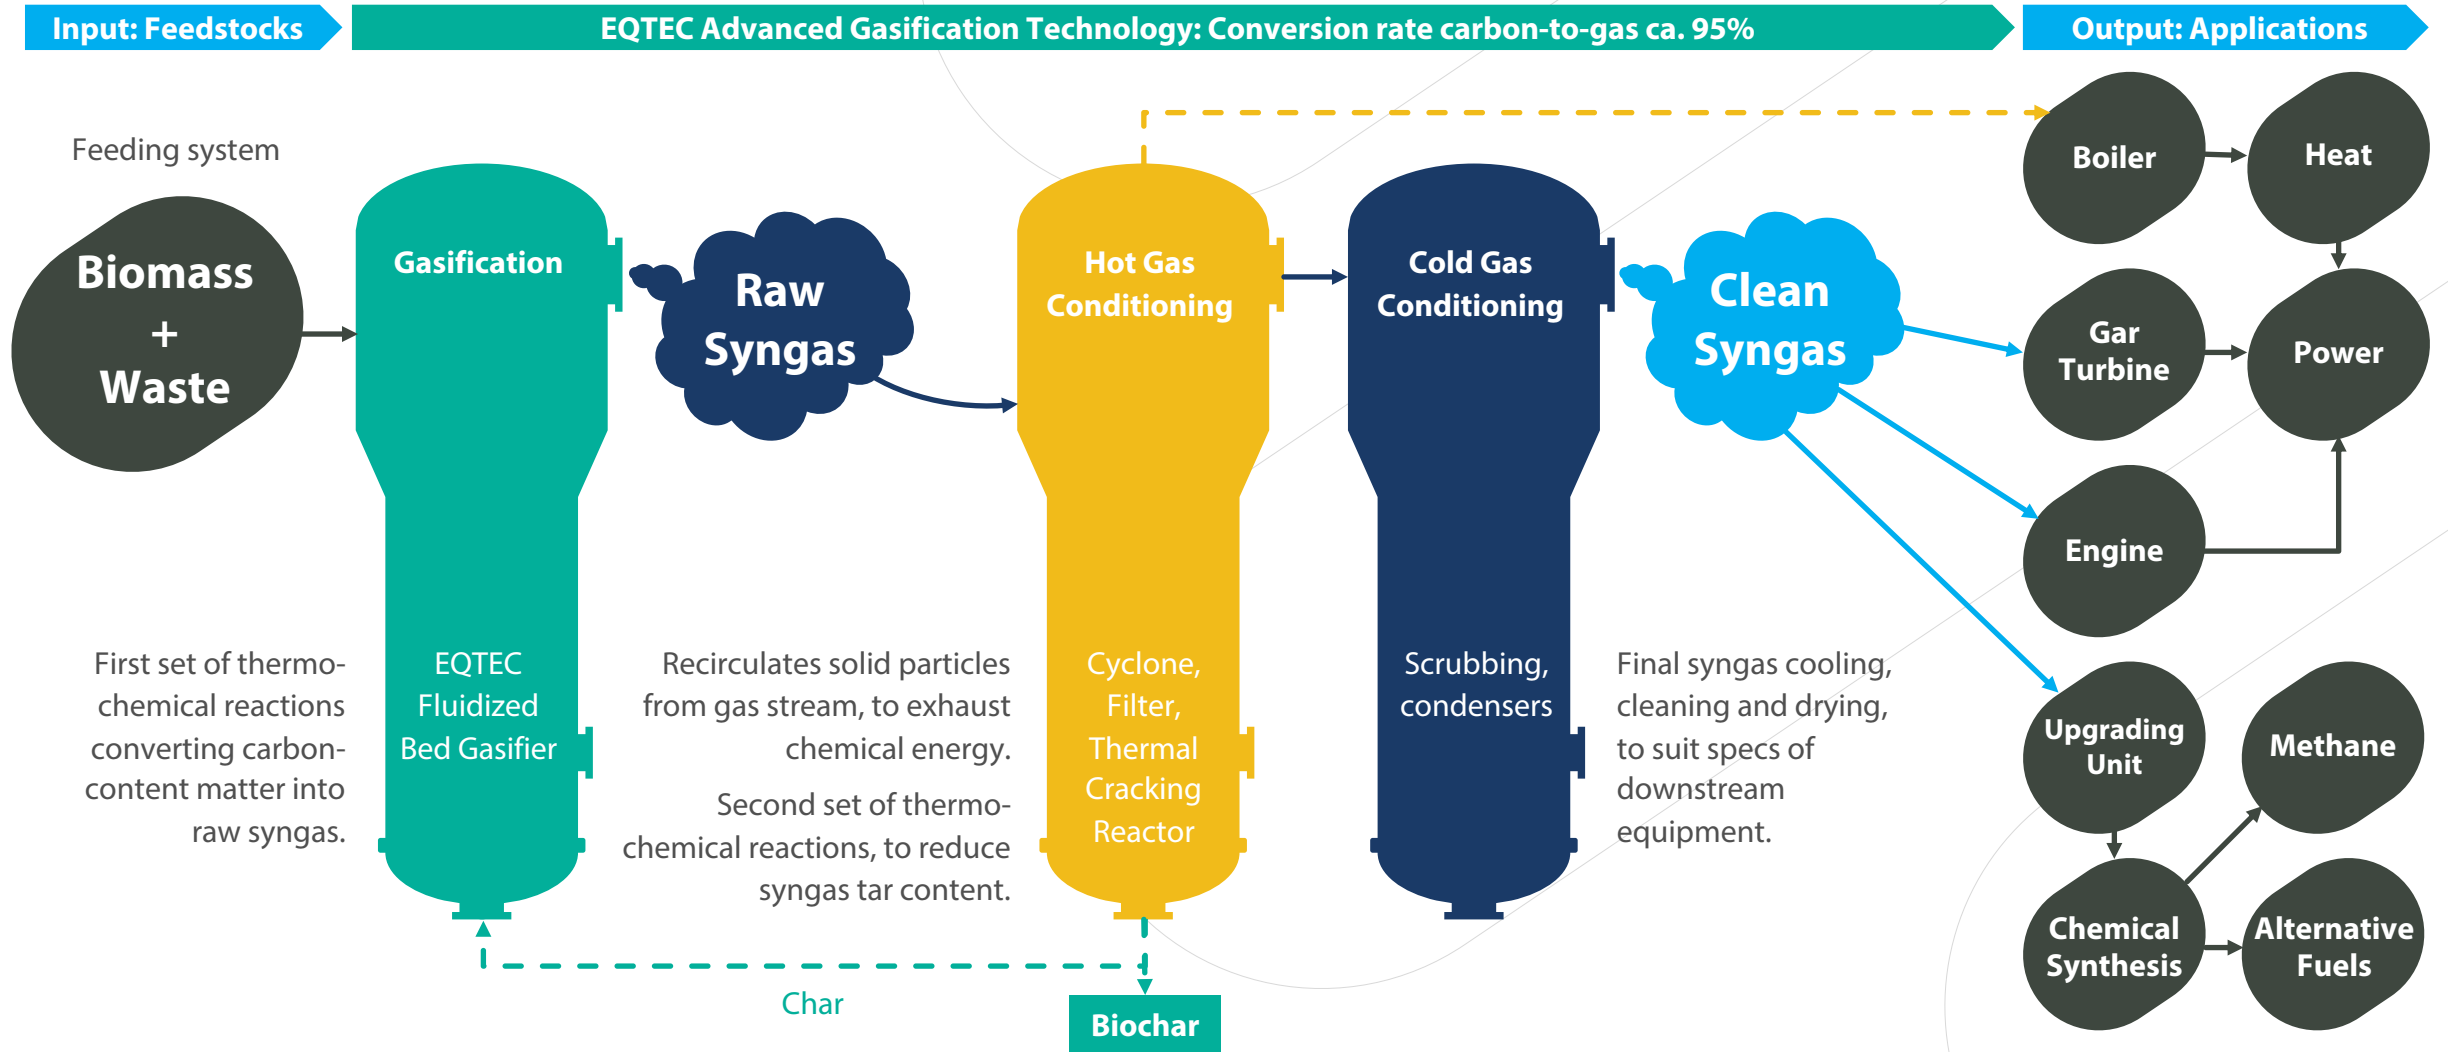 Input: Feedstocks
EQTEC Advanced Gasification Technology: Conversion rate carbon-to-gas ca. 95%
Output: Applications
Feeding system
Biomass
+
Waste
First set of thermo-
chemical reactions
converting carbon-
content matter into
raw syngas.
Gasification
EQTEC
Fluidized
Bed Gasifier
Raw
Syngas
Recirculates solid particles
from gas stream, to exhaust
chemical energy.
Second set of thermo-
chemical reactions, to reduce
syngas tar content.
Char
Hot Gas
Conditioning
Cyclone,
Filter,
Thermal
Cracking
Reactor
Biochar
Cold Gas
Conditioning
Scrubbing,
condensers
Clean
Syngas
Final syngas cooling,
cleaning and drying,
to suit specs of
downstream
equipment.
Boiler
Heat
Gar
Turbine
Power
Engine
Upgrading
Unit
Methane
Chemical
Synthesis
Alternative
Fuels